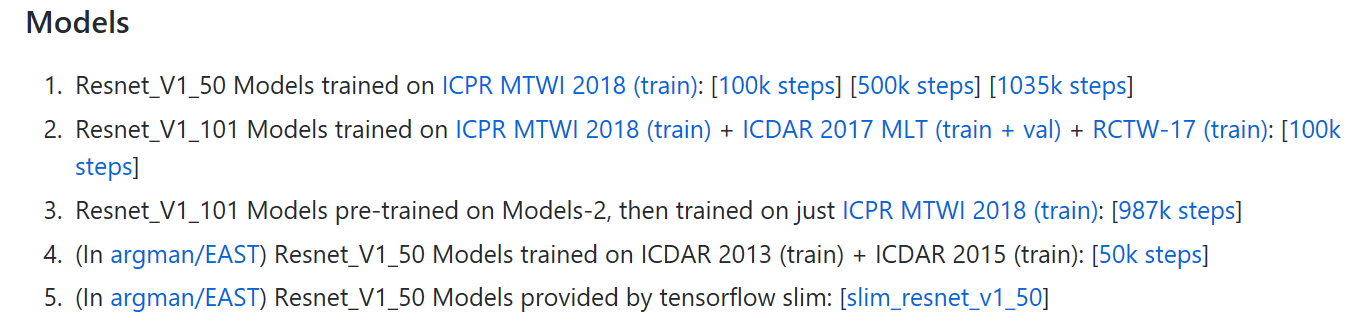 Models
1. Resnet_V1_50 Models trained on ICPR MTWI 2018 (train): [100k steps] [500k steps] [1035k steps]
2. Resnet_V1_101 Models trained on ICPR MTWI 2018 (train) + ICDAR 2017 MLT (train + val) + RCTW-17 (train): [100k
steps]
3. Resnet_V1_101 Models pre-trained on Models-2, then trained on just ICPR MTWI 2018 (train): [987k steps]
4. (In argman/EAST) Resnet_V1_50 Models trained on ICDAR 2013 (train) + ICDAR 2015 (train): [50k steps]
5. (In argman/EAST) Resnet_V1_50 Models provided by tensorflow slim: [slim_resnet_v1_50]